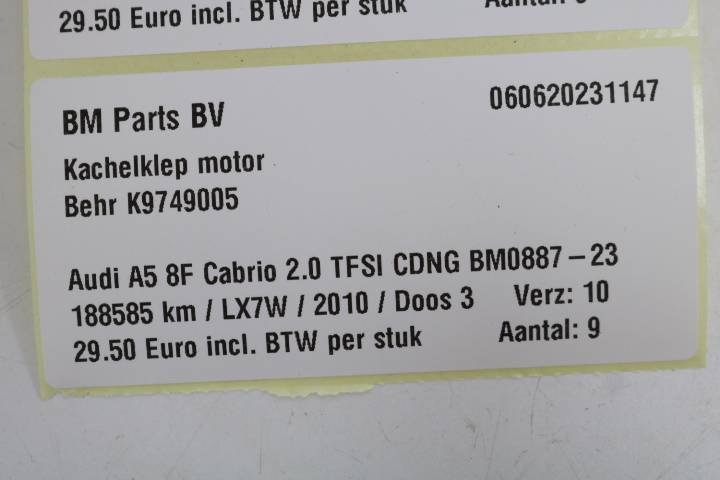 29.50 Euro incl. BTW per stuk
BM Parts BV 060620231147
Kachelklep motor
Behr K9749005
Audi A5 8F Cabrio 2.0 TFSI CDNG BM0887-23
188585 km / LX7W / 2010 / Doos 3 Verz: 10
29.50 Euro incl. BTW per stuk Aantal: 9